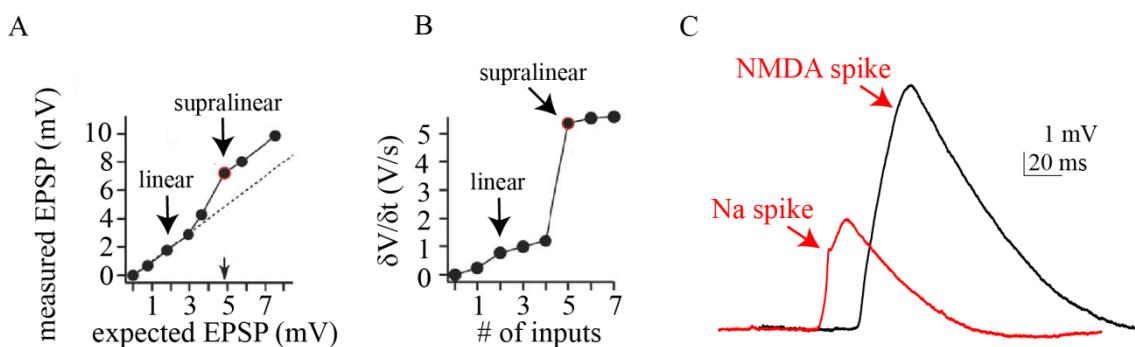 A
measured EPSP (mV)
10
8
6
4
2
0
supralinear
linear
1
3
5
7
expected EPSP (mV)
B
δV/δt (V/s)
5
4
3
2
1
0
supralinear
linear
1
3
5
7
# of inputs
C
NMDA spike
Na spike
1 mV
20 ms